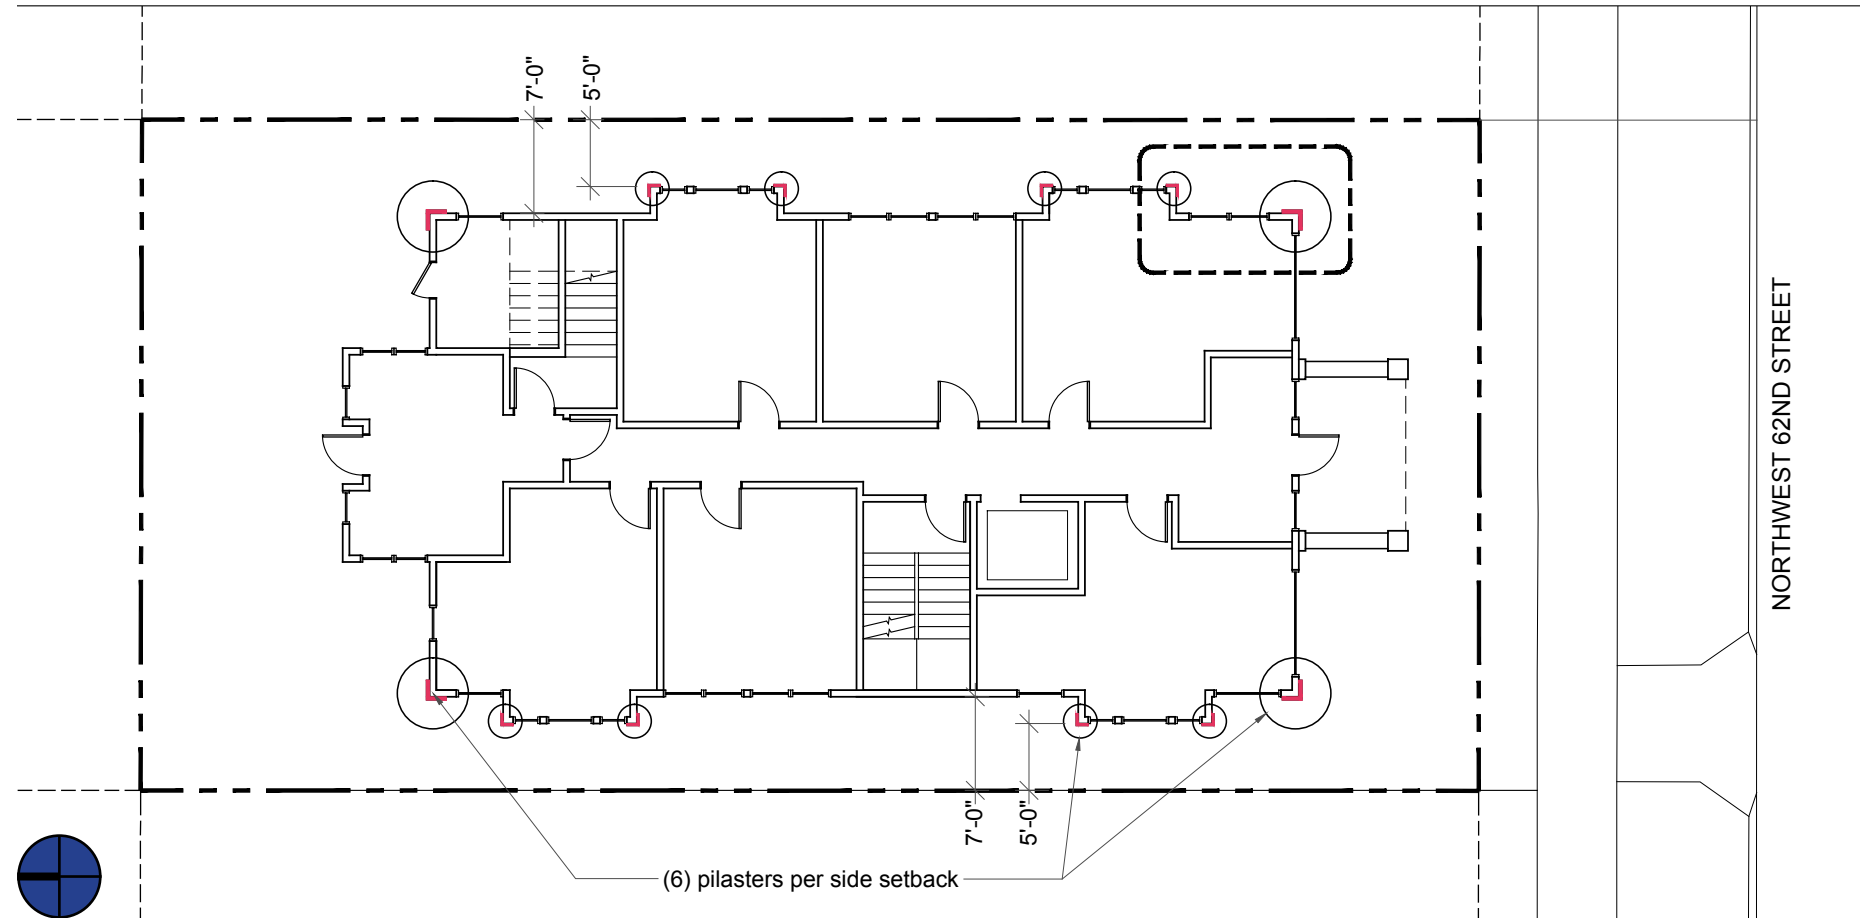 7'-0"
5'-0"
NORTHWEST 62ND STREET
7'-0"
5'-0"
(6) pilasters per side setback